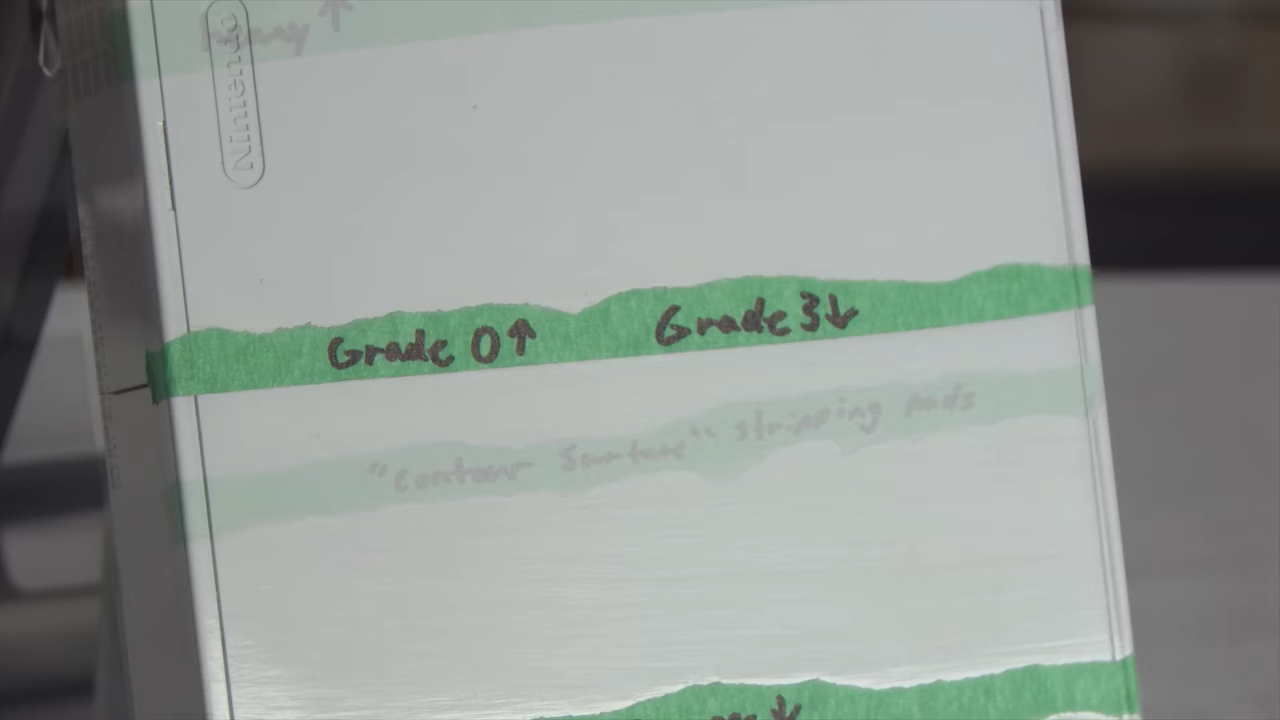 Nintendo
Grade 0↑ Grade 3↓
"Contour Surface" stripping pads